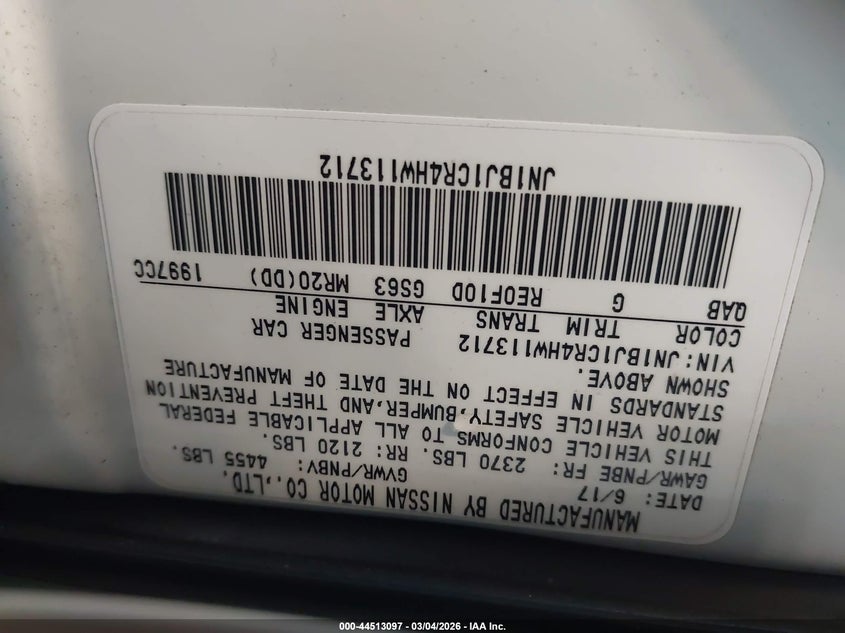 MANUFACTURED BY NISSAN MOTOR CO.,LTD.
DATE: 6/17 GVWR/PNBV: 4455 LBS.
GAWR/PNBE FR: 2370 LBS. RR: 2120 LBS.
THIS VEHICLE CONFORMS TO ALL APPLICABLE FEDERAL
MOTOR VEHICLE SAFETY,BUMPER,AND THEFT PREVENTION
STANDARDS IN EFFECT ON THE DATE OF MANUFACTURE
SHOWN ABOVE.
VIN:JN1BJ1CR4HW113712 PASSENGER CAR
COLOR TRIM TRANS AXLE ENGINE
QAB G RE0F10D GS63 MR20(DD) 1997CC
JN1BJ1CR4HW113712
000-44513097 - 03/04/2026 - IAA Inc.